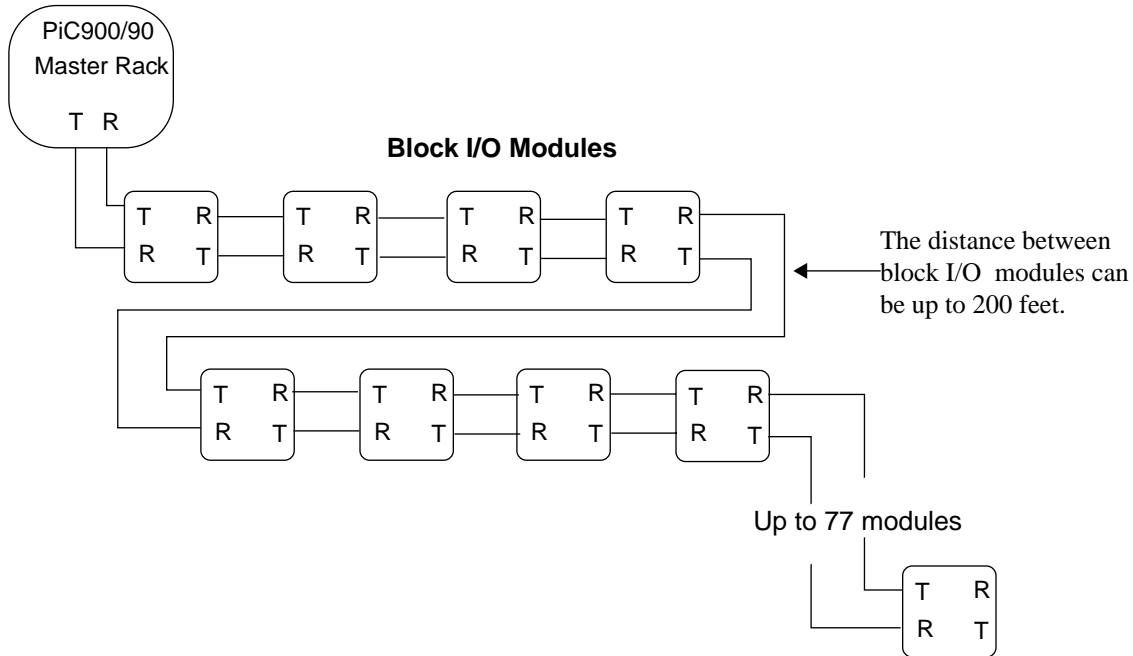 PiC900/90
Master Rack
T R
Block I/O Modules
T R T R T R T R
R T R T R T R T
The distance between
block I/O modules can
be up to 200 feet.
T R T R T R T R
R T R T R T R T
Up to 77 modules
T R
R T